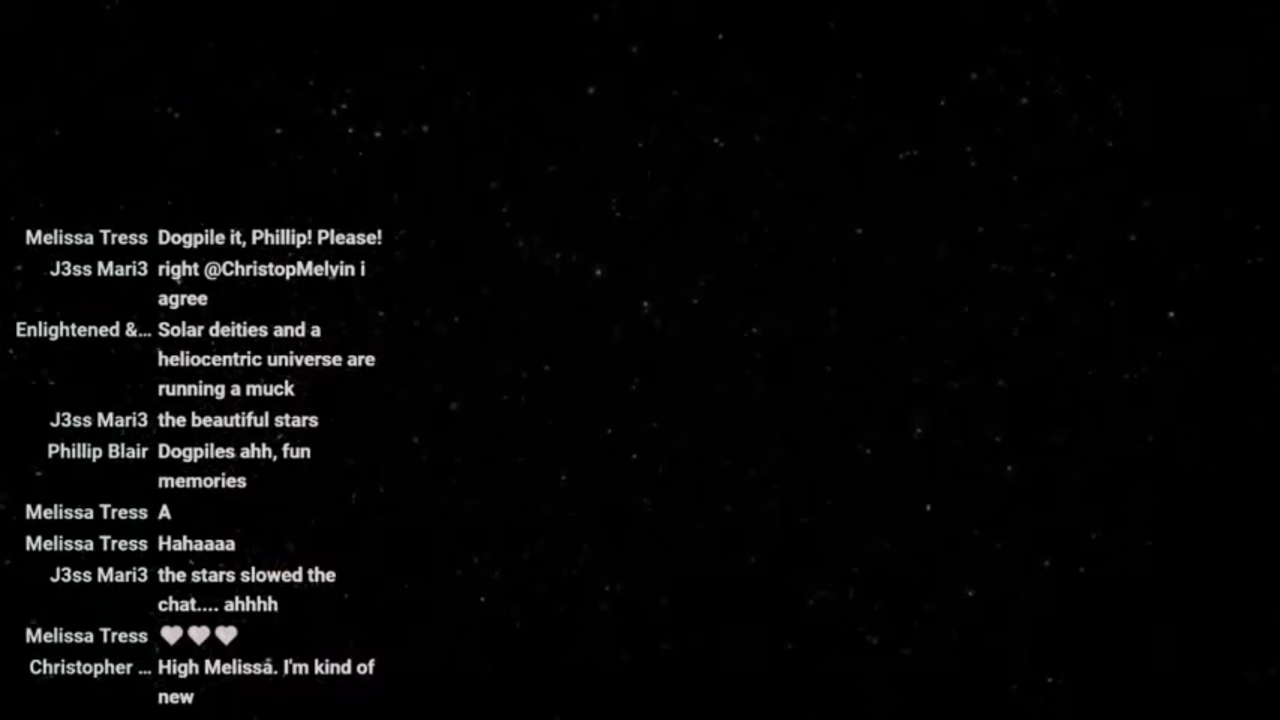 Melissa Tress Dogpile it, Phillip! Please!
J3ss Mari3 right @ChristopMelvin i
agree
Enlightened &... Solar deities and a
heliocentric universe are
running a muck
J3ss Mari3 the beautiful stars
Phillip Blair Dogpiles ahh, fun
memories
Melissa Tress A
Melissa Tress Hahaaaa
J3ss Mari3 the stars slowed the
chat.... ahhhh
Melissa Tress 🤍🤍🤍
Christopher ... High Melissa. I'm kind of
new